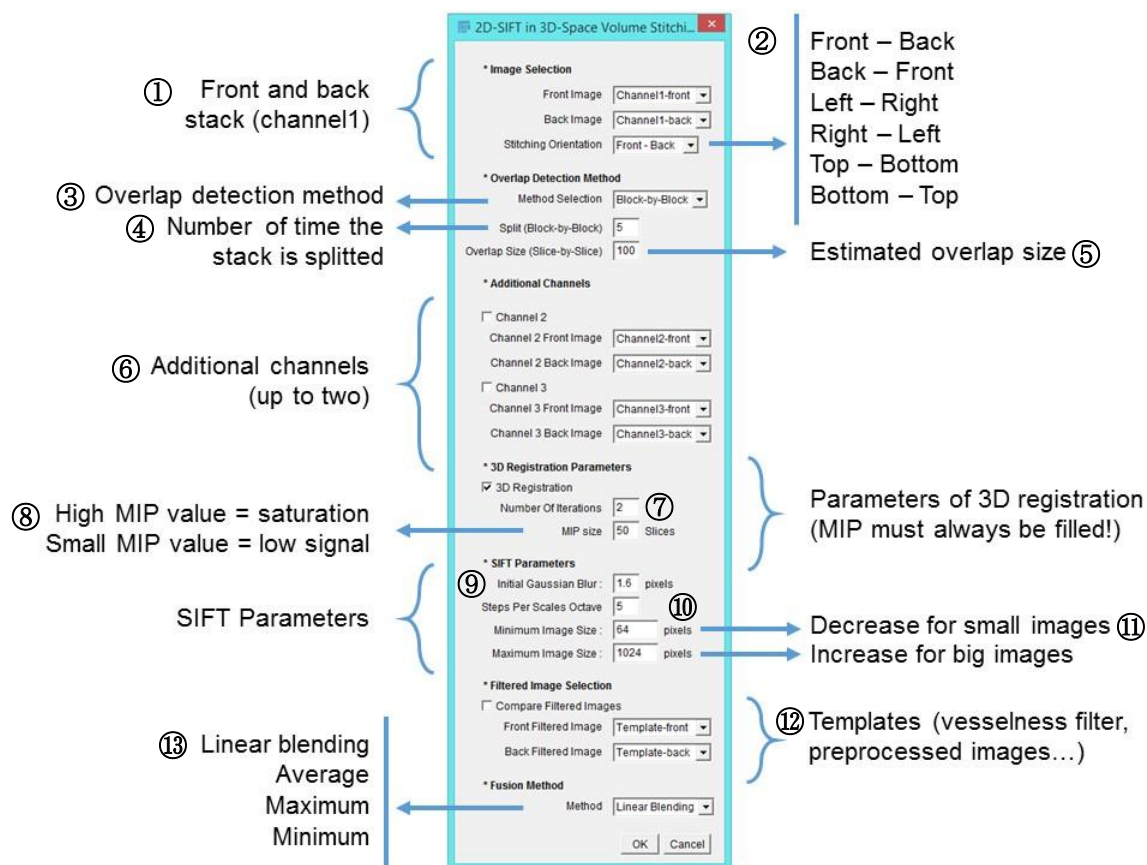 2D-SIFT in 3D-Space Volume Stitchi...
① Front and back
stack (channel1)
* Image Selection
Front Image Channel1-front
Back Image Channel1-back
Stitching Orientation Front - Back
②
Front – Back
Back – Front
Left – Right
Right – Left
Top – Bottom
Bottom – Top
③ Overlap detection method
④ Number of time the
stack is splitted
* Overlap Detection Method
Method Selection Block-by-Block
Split (Block-by-Block) 5
Overlap Size (Slice-by-Slice) 100
Estimated overlap size ⑤
⑥ Additional channels
(up to two)
* Additional Channels
Channel 2
Channel 2 Front Image Channel2-front
Channel 2 Back Image Channel2-back
Channel 3
Channel 3 Front Image Channel3-front
Channel 3 Back Image Channel3-back
⑧ High MIP value = saturation
Small MIP value = low signal
* 3D Registration Parameters
3D Registration
Number Of Iterations 2 ⑦
MIP size 50 Slices
Parameters of 3D registration
(MIP must always be filled!)
SIFT Parameters
* SIFT Parameters
⑨ Initial Gaussian Blur : 1.6 pixels
Steps Per Scales Octave 5 ⑩
Minimum Image Size : 64 pixels
Maximum Image Size : 1024 pixels
Decrease for small images ⑪
Increase for big images
* Filtered Image Selection
Compare Filtered Images
Front Filtered Image Template-front
Back Filtered Image Template-back
⑫ Templates (vesselness filter,
preprocessed images…)
⑬ Linear blending
Average
Maximum
Minimum
* Fusion Method
Method Linear Blending
OK Cancel